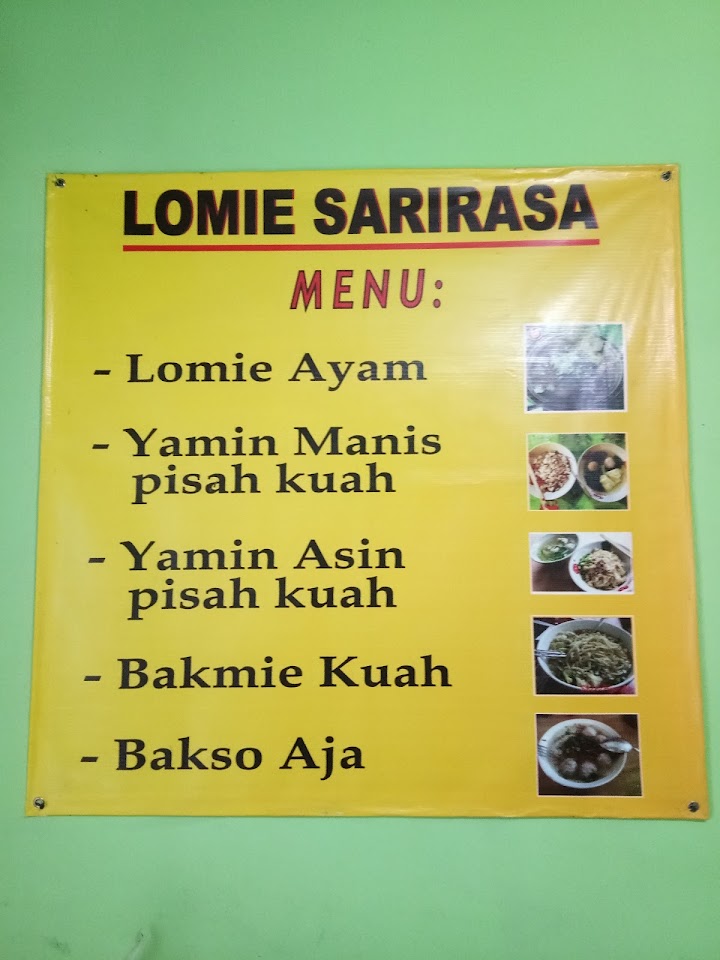 LOMIE SARIRASA
MENU:
- Lomie Ayam
- Yamin Manis
pisah kuah
- Yamin Asin
pisah kuah
- Bakmie Kuah
- Bakso Aja